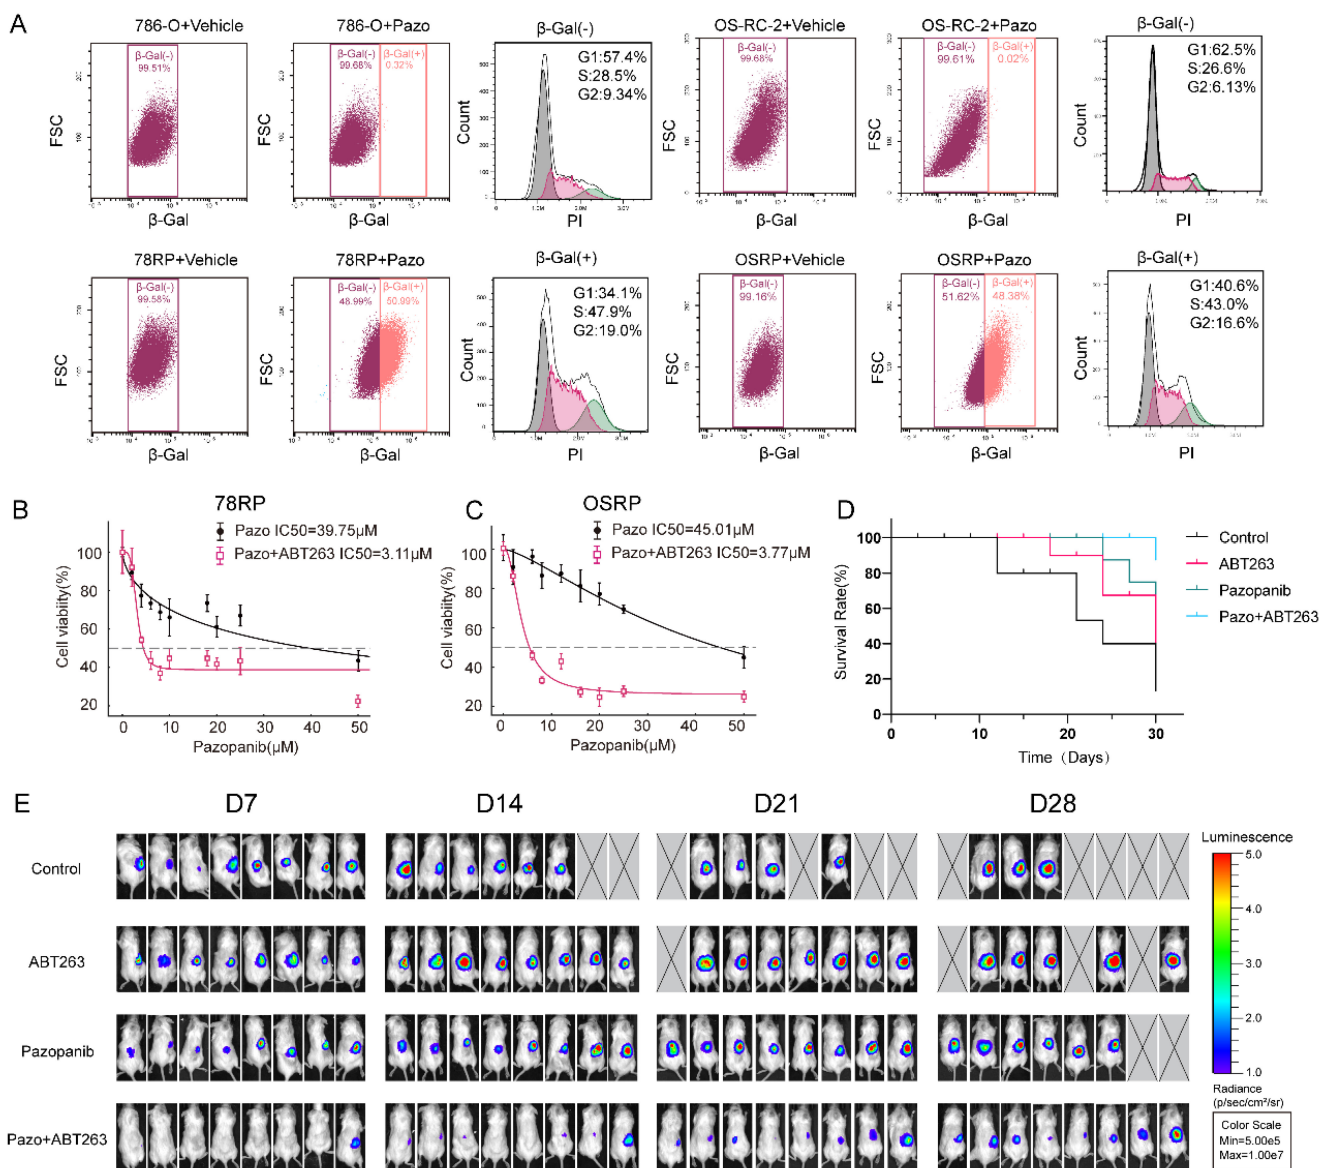 A
786-O+Vehicle
786-O+Pazo
β-Gal(-)
OS-RC-2+Vehicle
OS-RC-2+Pazo
β-Gal(-)
β-Gal(-)
99.51%
β-Gal(-)
99.68%
β-Gal(+)
0.32%
G1:57.4%
S:28.5%
G2:9.34%
β-Gal(-)
99.68%
β-Gal(-)
99.61%
β-Gal(+)
0.02%
G1:62.5%
S:26.6%
G2:6.13%
FSC
FSC
Count
FSC
FSC
Count
β-Gal
β-Gal
PI
β-Gal
β-Gal
PI
78RP+Vehicle
78RP+Pazo
β-Gal(+)
OSRP+Vehicle
OSRP+Pazo
β-Gal(+)
β-Gal(-)
99.58%
β-Gal(-)
48.99%
β-Gal(+)
50.99%
G1:34.1%
S:47.9%
G2:19.0%
β-Gal(-)
99.16%
β-Gal(-)
51.62%
β-Gal(+)
48.38%
G1:40.6%
S:43.0%
G2:16.6%
FSC
FSC
Count
FSC
FSC
Count
β-Gal
β-Gal
PI
β-Gal
β-Gal
PI
B
78RP
Pazo IC50=39.75μM
Pazo+ABT263 IC50=3.11μM
Cell viability(%)
100
80
60
40
20
0 10 20 30 40 50
Pazopanib(μM)
C
OSRP
Pazo IC50=45.01μM
Pazo+ABT263 IC50=3.77μM
Cell viability(%)
100
80
60
40
20
0 10 20 30 40 50
Pazopanib(μM)
D
Survival Rate(%)
100
80
60
40
20
0
0 10 20 30
Time (Days)
Control
ABT263
Pazopanib
Pazo+ABT263
E
D7 D14 D21 D28
Control
ABT263
Pazopanib
Pazo+ABT263
Luminescence
5.0
4.0
3.0
2.0
1.0
Radiance
(p/sec/cm²/sr)
Color Scale
Min=5.00e5
Max=1.00e7